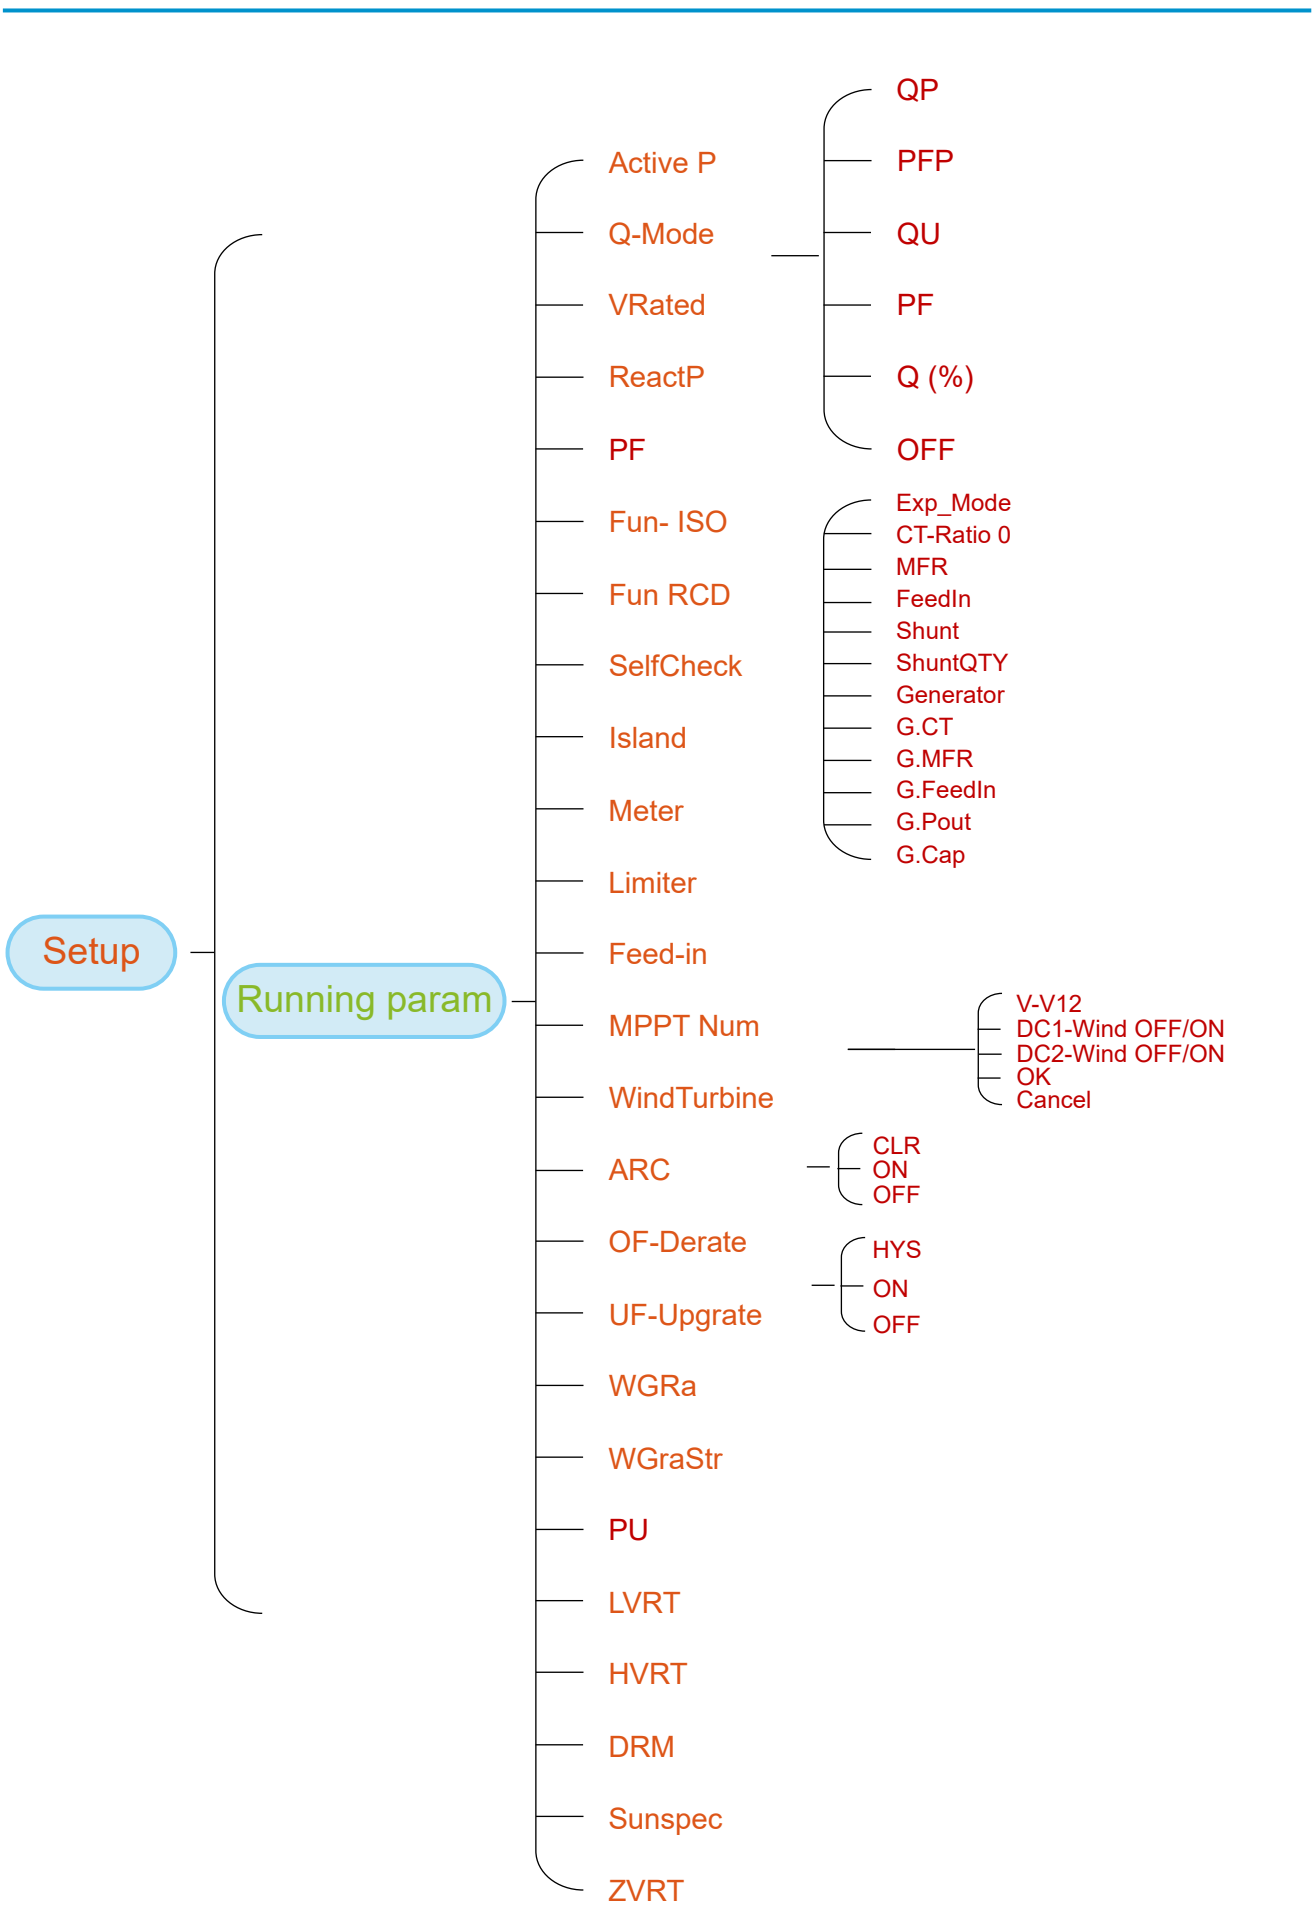 Setup
Running param
Active P
Q-Mode
VRated
ReactP
PF
Fun- ISO
Fun RCD
SelfCheck
Island
Meter
Limiter
Feed-in
MPPT Num
WindTurbine
ARC
OF-Derate
UF-Upgrate
WGRa
WGraStr
PU
LVRT
HVRT
DRM
Sunspec
ZVRT
QP
PFP
QU
PF
Q (%)
OFF
Exp_Mode
CT-Ratio 0
MFR
FeedIn
Shunt
ShuntQTY
Generator
G.CT
G.MFR
G.FeedIn
G.Pout
G.Cap
V-V12
DC1-Wind OFF/ON
DC2-Wind OFF/ON
OK
Cancel
CLR
ON
OFF
HYS
ON
OFF